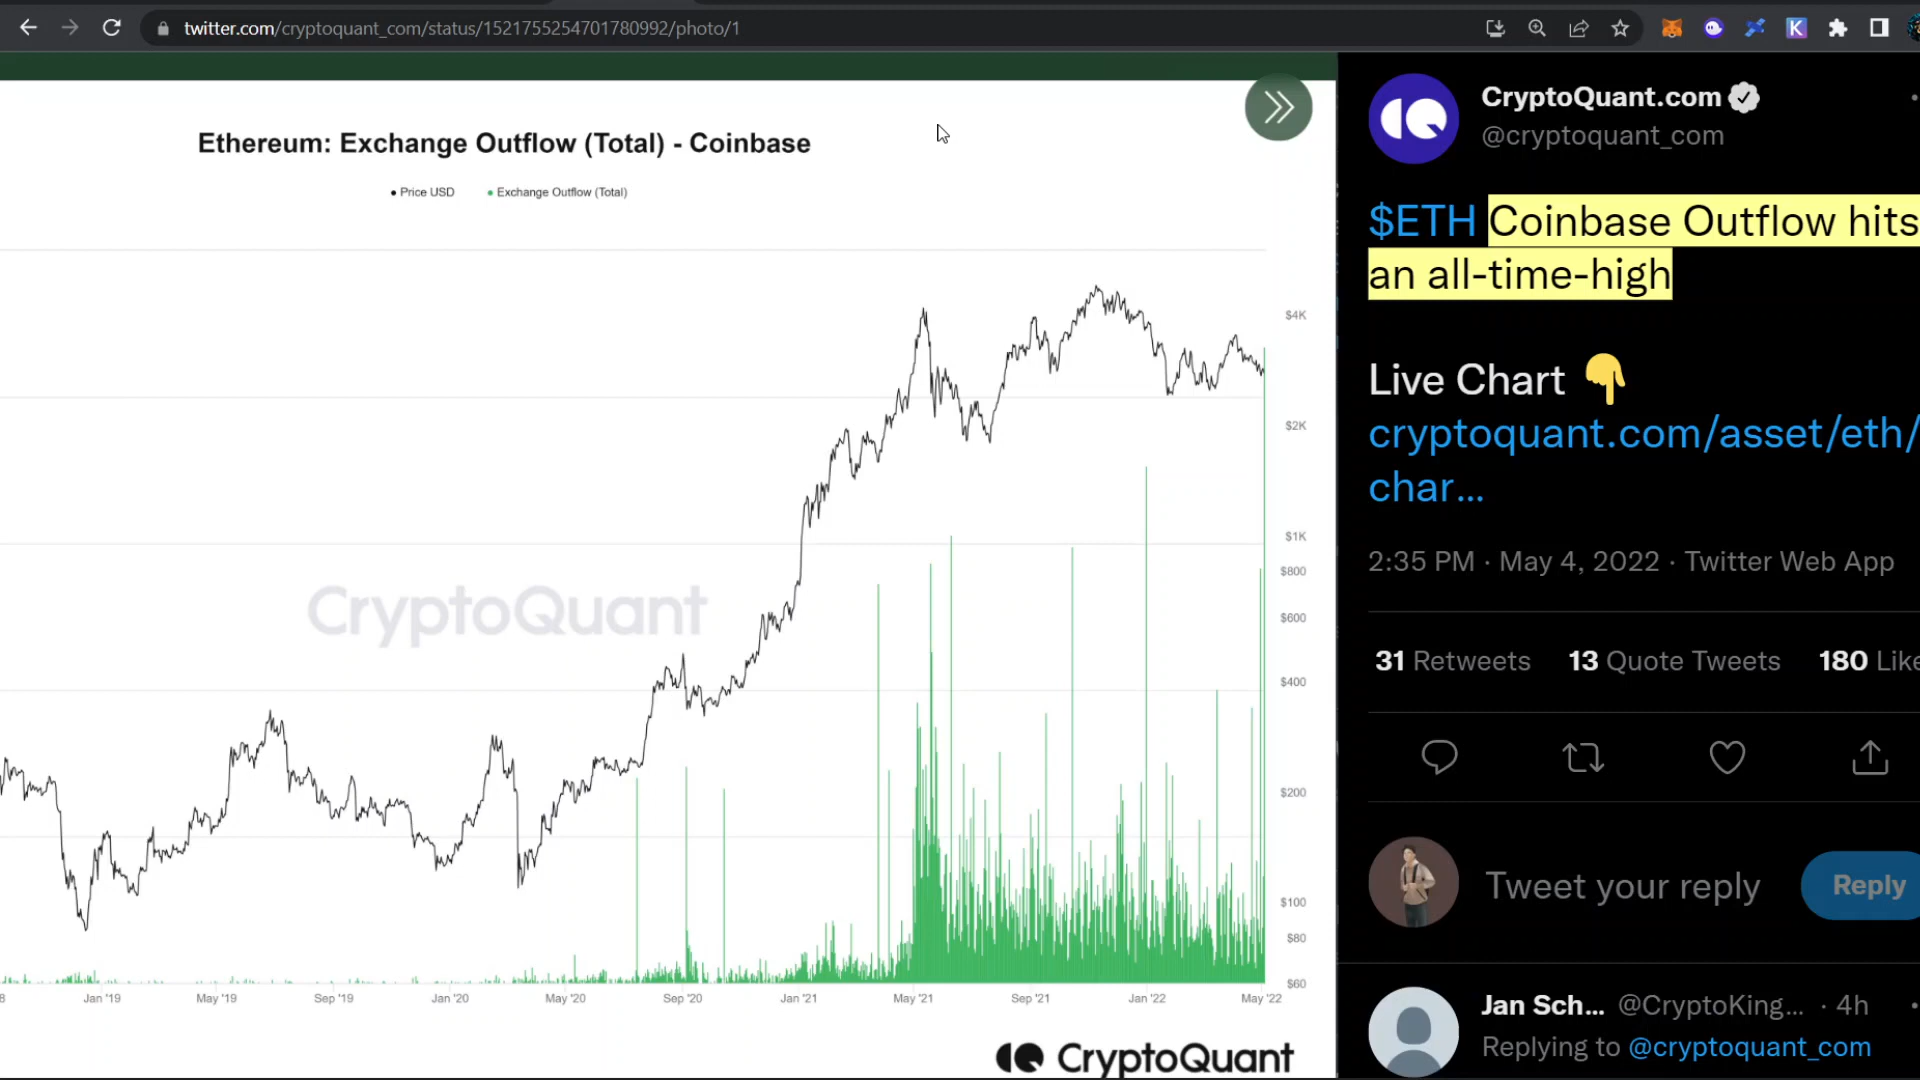 twitter.com/cryptoquant_com/status/1521755254701780992/photo/1
Ethereum: Exchange Outflow (Total) - Coinbase
Price USD
Exchange Outflow (Total)
$4K
$2K
$1K
$800
$600
$400
$200
$100
$80
$60
CryptoQuant
8
Jan '19
May '19
Sep '19
Jan '20
May '20
Sep '20
Jan '21
May '21
Sep '21
Jan '22
May '22
CryptoQuant
CryptoQuant.com
@cryptoquant_com
$ETH Coinbase Outflow hits
an all-time-high
Live Chart
cryptoquant.com/asset/eth/
char...
2:35 PM · May 4, 2022 · Twitter Web App
31 Retweets 13 Quote Tweets 180 Like
Tweet your reply
Reply
Jan Sch... @CryptoKing... · 4h
Replying to @cryptoquant_com
K